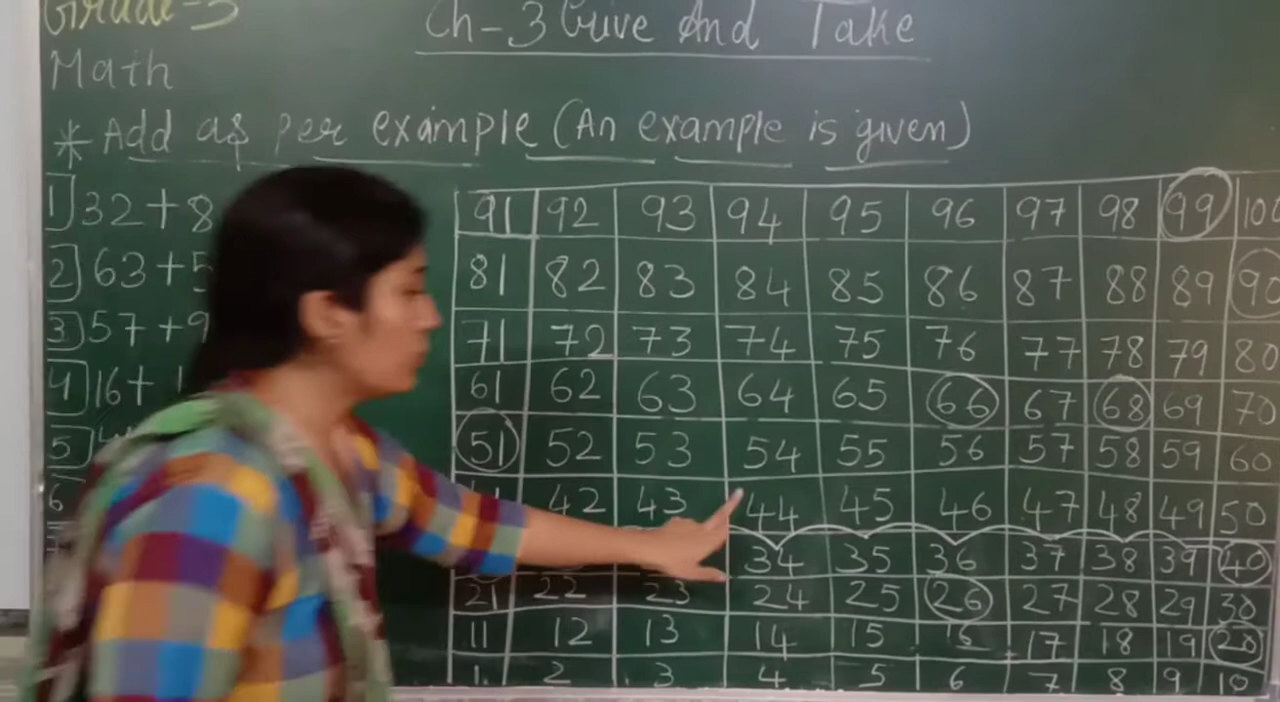 Grade-3
Ch-3 Give And Take
Math
* Add as per example (An example is given)
1] 32+8
2] 63+5
3] 57+9
4] 16+
5]
6
91 92 93 94 95 96 97 98 99 100
81 82 83 84 85 86 87 88 89 90
71 72 73 74 75 76 77 78 79 80
61 62 63 64 65 66 67 68 69 70
51 52 53 54 55 56 57 58 59 60
42 43 44 45 46 47 48 49 50
34 35 36 37 38 39 40
21 22 23 24 25 26 27 28 29 30
11 12 13 14 15 16 17 18 19 20
1 2 3 4 5 6 7 8 9 10